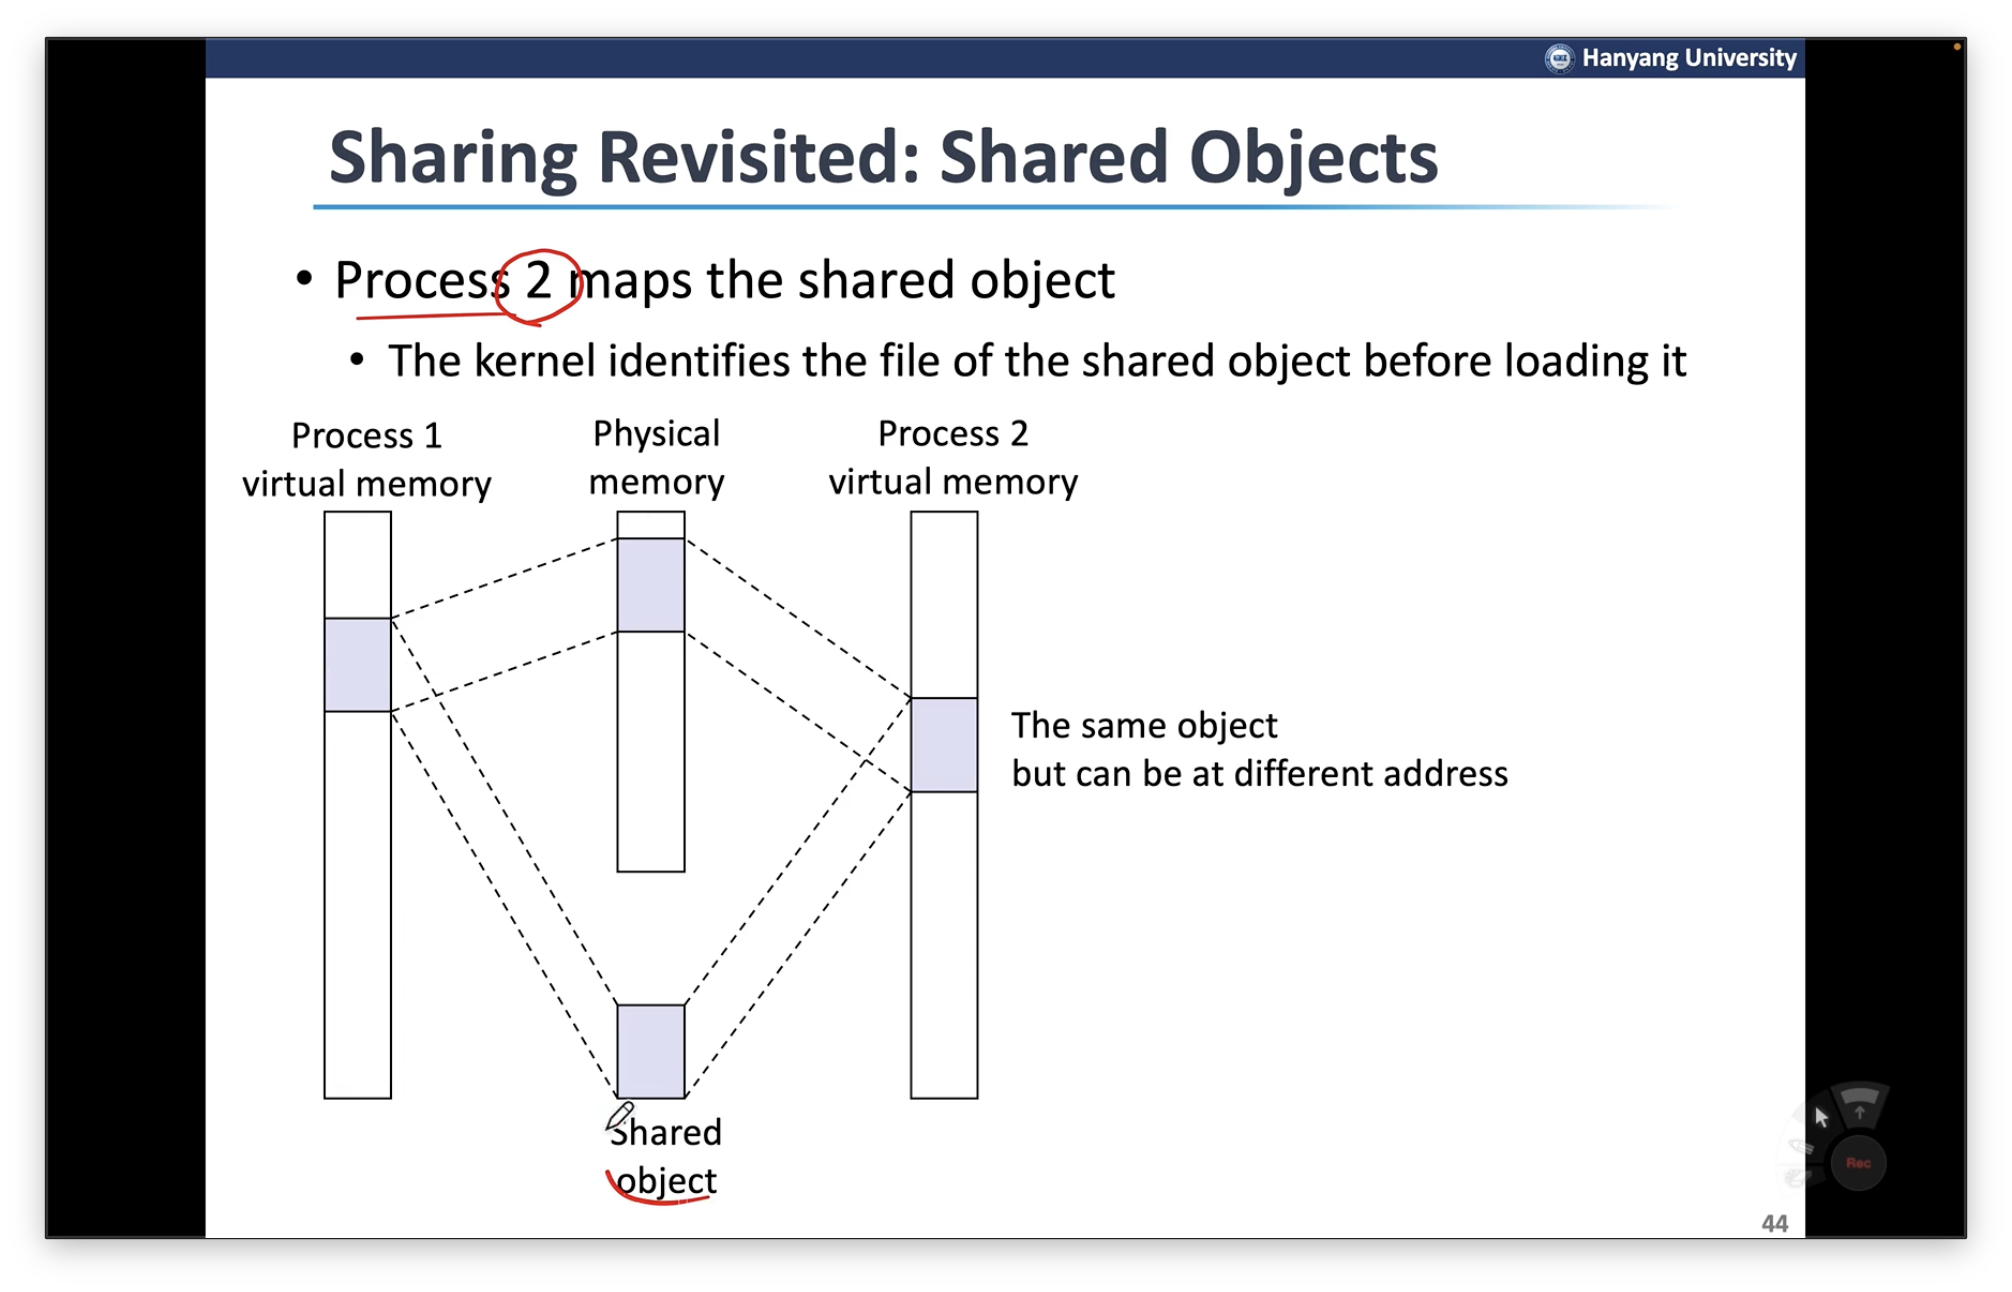 Hanyang University
Sharing Revisited: Shared Objects
• Process 2 maps the shared object
• The kernel identifies the file of the shared object before loading it
Process 1
virtual memory
Physical
memory
Process 2
virtual memory
The same object
but can be at different address
Shared
object
Rec
44